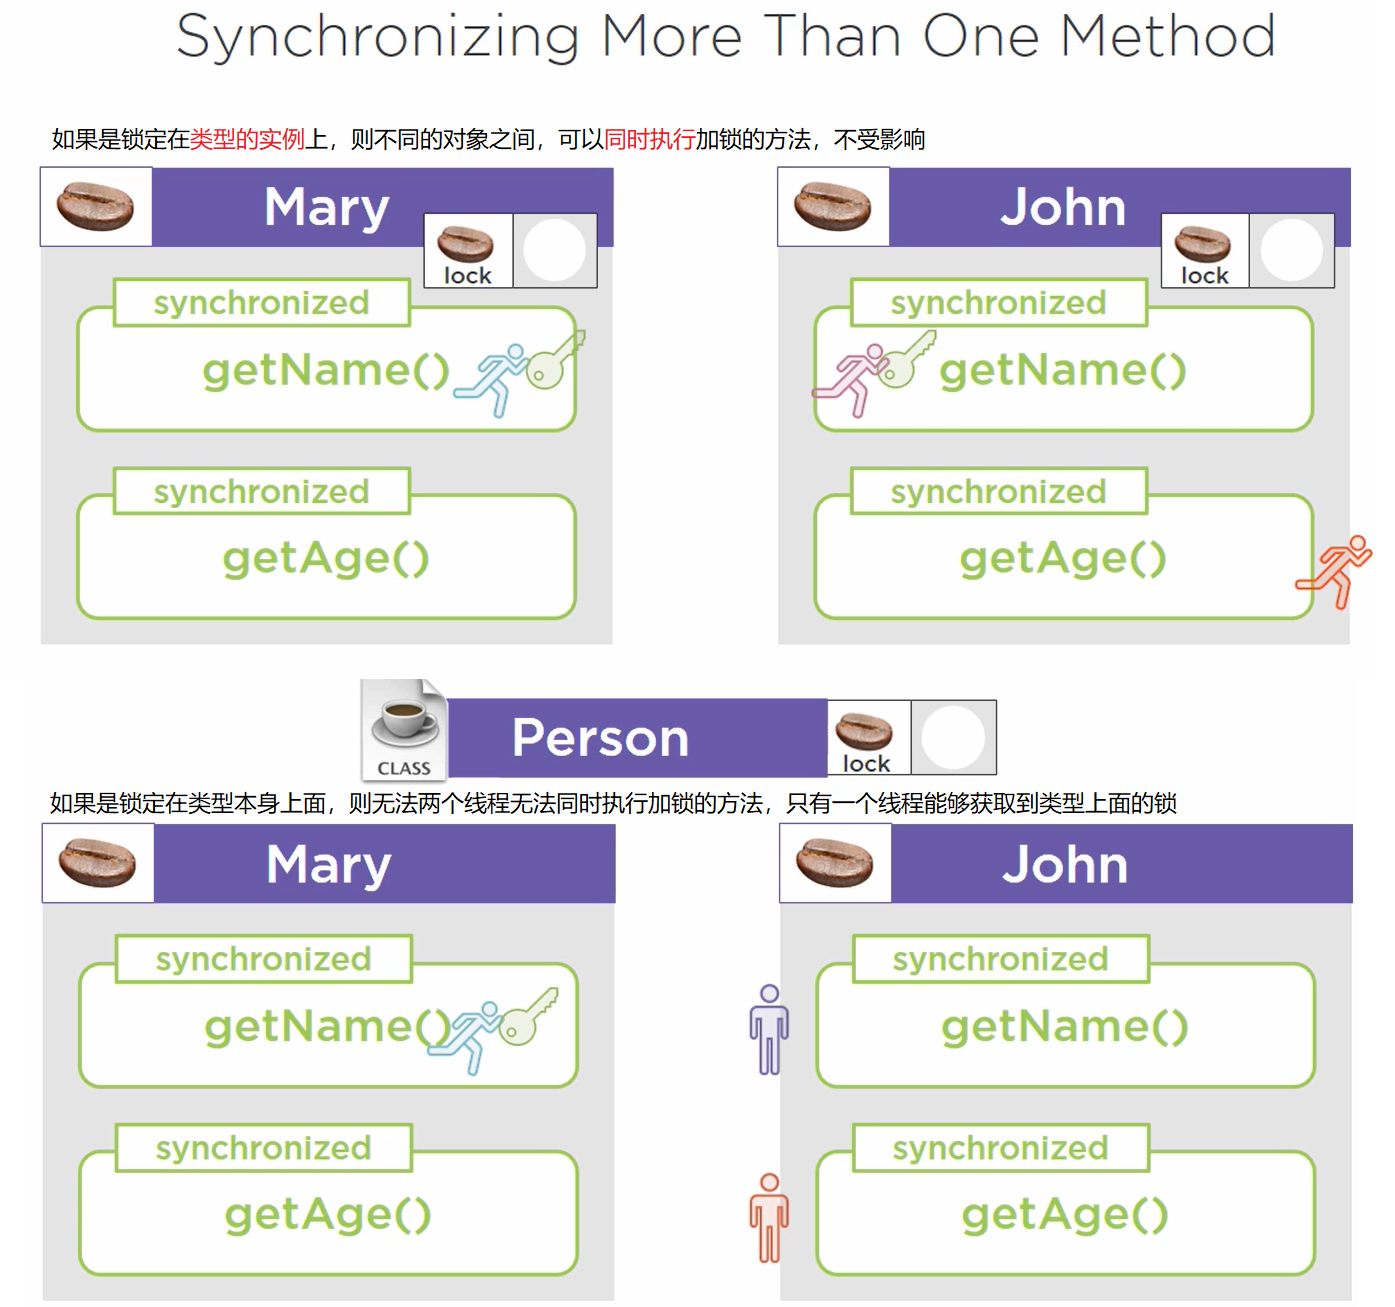 Synchronizing More Than One Method
如果是锁定在类型的实例上，则不同的对象之间，可以同时执行加锁的方法，不受影响
Mary
lock
synchronized
getName()
synchronized
getAge()
John
lock
synchronized
getName()
synchronized
getAge()
CLASS
Person
lock
如果是锁定在类型本身上面，则无法两个线程无法同时执行加锁的方法，只有一个线程能够获取到类型上面的锁
Mary
synchronized
getName()
synchronized
getAge()
John
synchronized
getName()
synchronized
getAge()